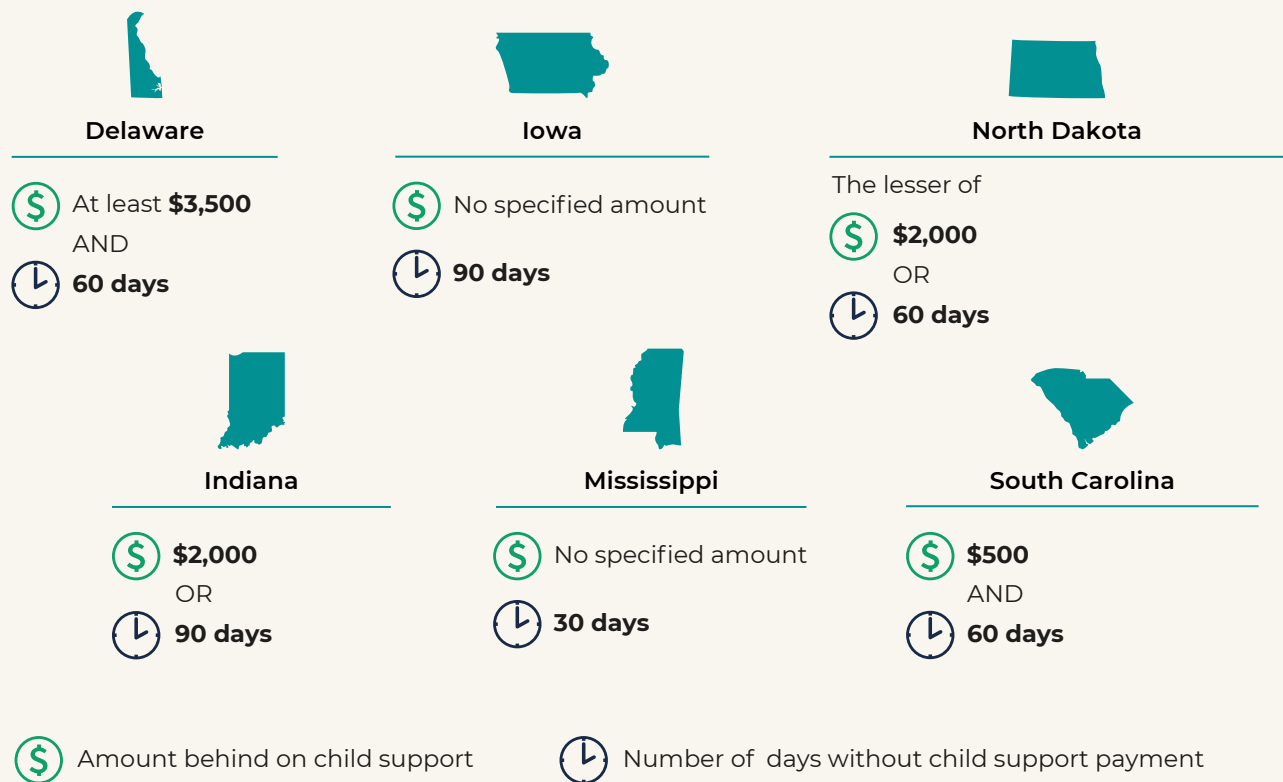 Delaware
At least $3,500
AND
60 days
Iowa
No specified amount
90 days
North Dakota
The lesser of
$2,000
OR
60 days
Indiana
$2,000
OR
90 days
Mississippi
No specified amount
30 days
South Carolina
$500
AND
60 days
$ Amount behind on child support
Number of days without child support payment